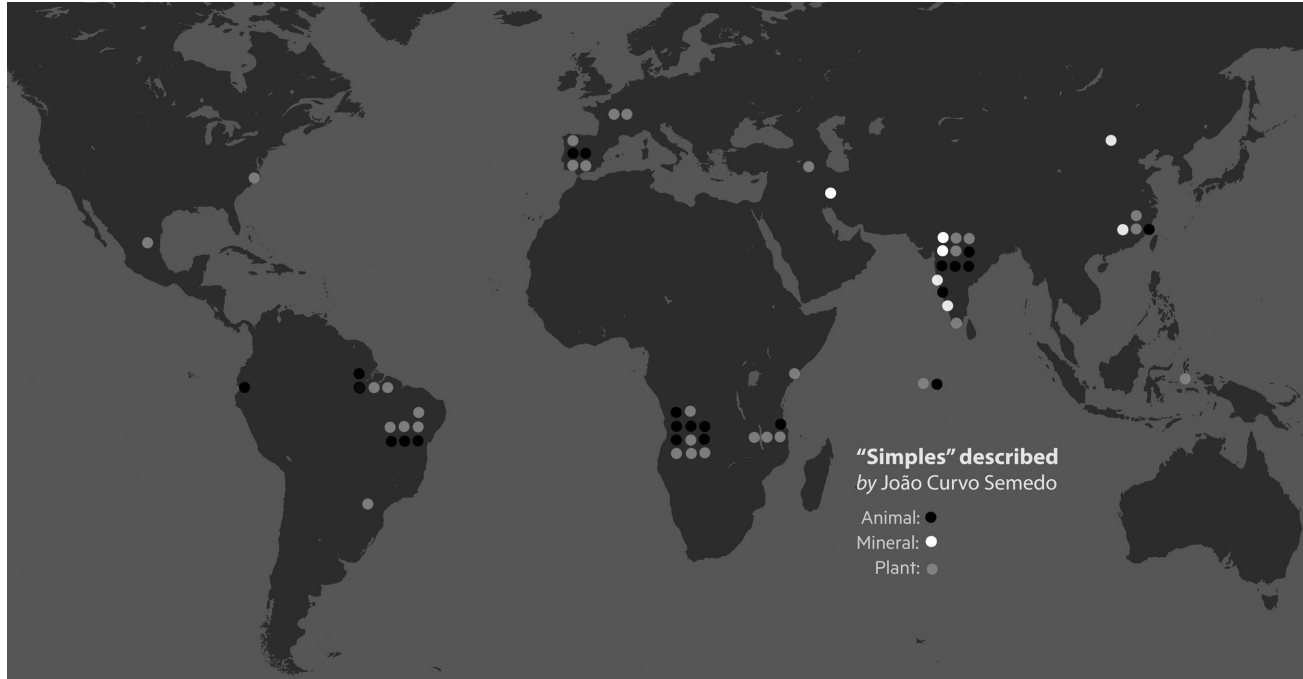 “Simples” described
by João Curvo Semedo
Animal:
Mineral:
Plant: